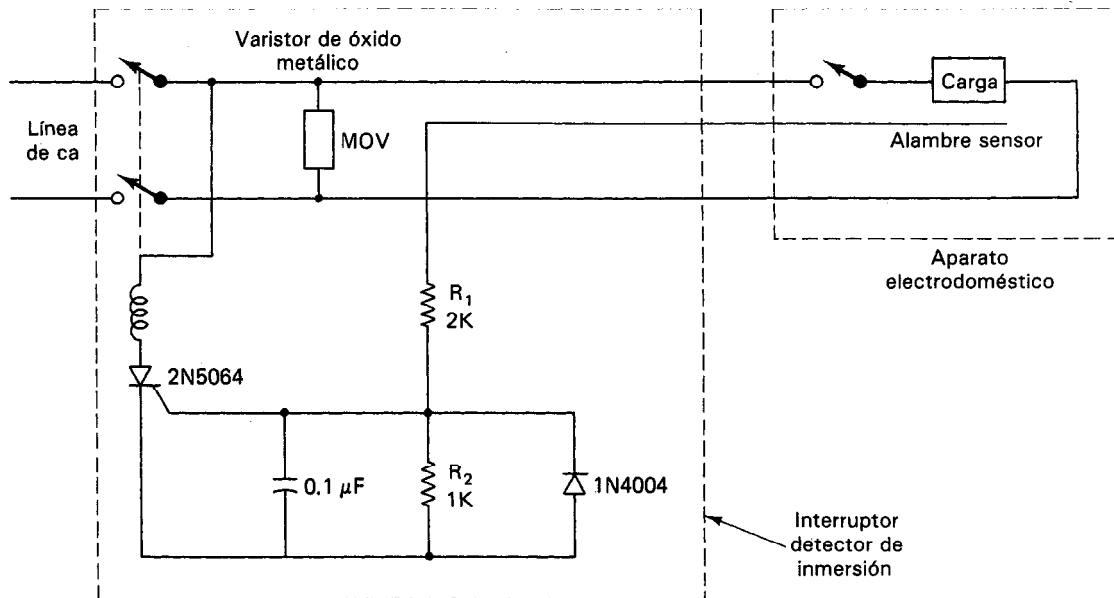 Varistor de óxido
metálico
Carga
Línea
de ca
MOV
Alambre sensor
Aparato
electrodoméstico
R1
2K
2N5064
R2
1K
0.1 μF
1N4004
Interruptor
detector de
inmersión